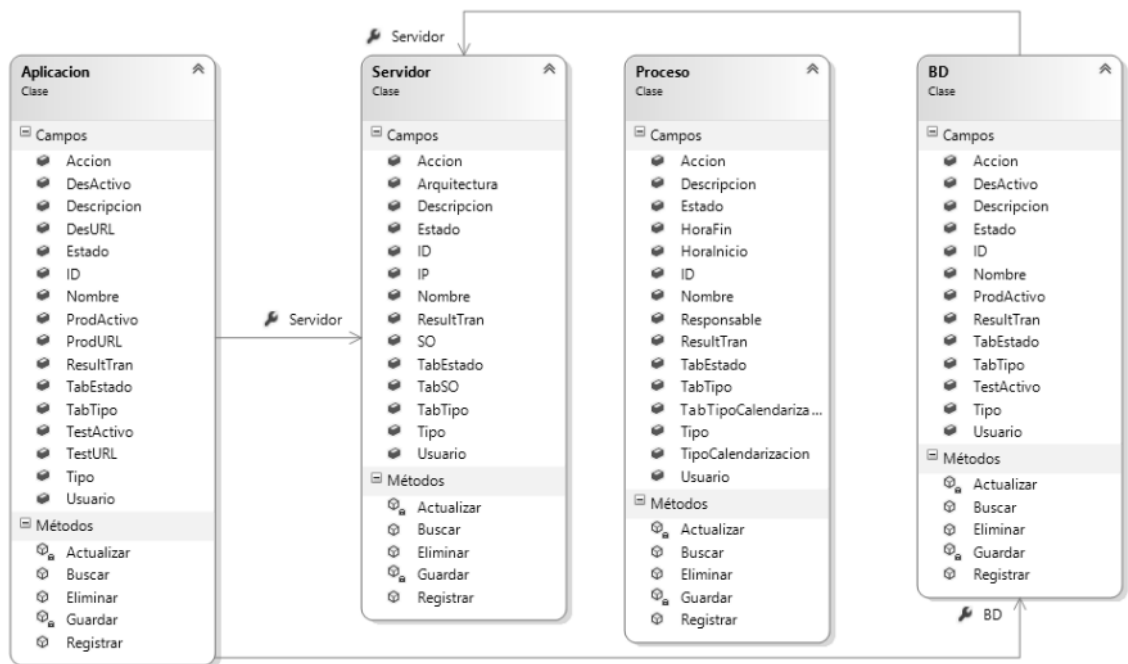 Servidor
Aplicacion
Clase
Campos
Accion
DesActivo
Descripcion
DesURL
Estado
ID
Nombre
ProdActivo
ProdURL
ResultTran
TabEstado
TabTipo
TestActivo
TestURL
Tipo
Usuario
Métodos
Actualizar
Buscar
Eliminar
Guardar
Registrar
Servidor
Servidor
Clase
Campos
Accion
Arquitectura
Descripcion
Estado
ID
IP
Nombre
ResultTran
SO
TabEstado
TabSO
TabTipo
Tipo
Usuario
Métodos
Actualizar
Buscar
Eliminar
Guardar
Registrar
Proceso
Clase
Campos
Accion
Descripcion
Estado
HoraFin
HoraInicio
ID
Nombre
Responsable
ResultTran
TabEstado
TabTipo
TabTipoCalendariza...
Tipo
TipoCalendarizacion
Usuario
Métodos
Actualizar
Buscar
Eliminar
Guardar
Registrar
BD
Clase
Campos
Accion
DesActivo
Descripcion
Estado
ID
Nombre
ProdActivo
ResultTran
TabEstado
TabTipo
TestActivo
Tipo
Usuario
Métodos
Actualizar
Buscar
Eliminar
Guardar
Registrar
BD